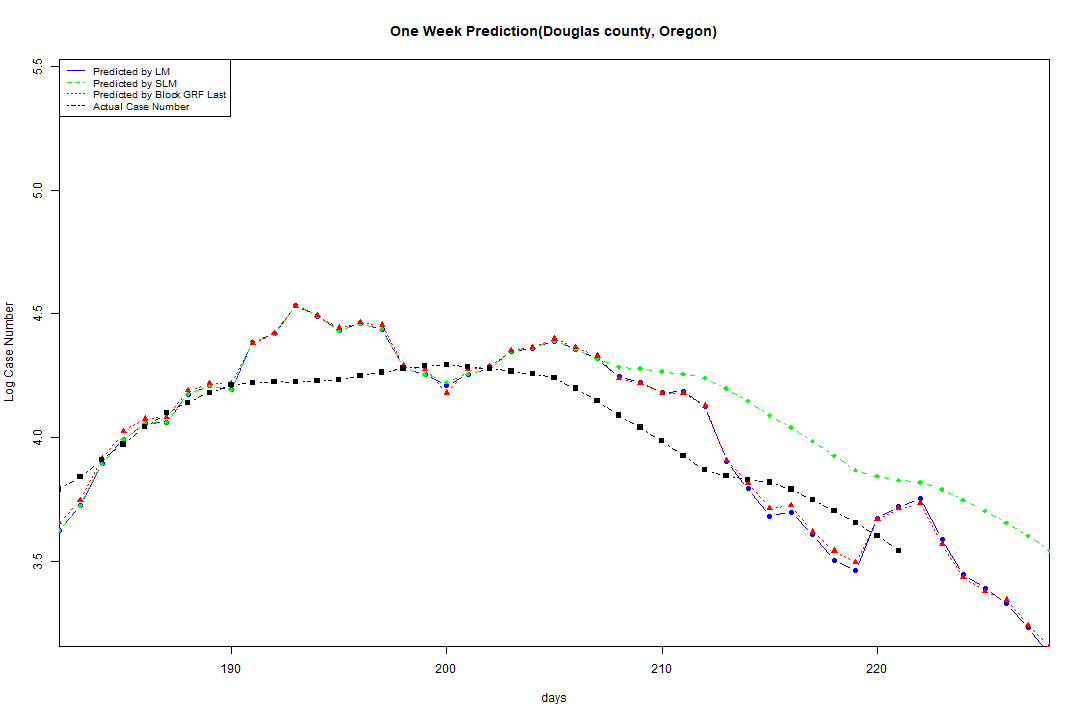 One Week Prediction(Douglas county, Oregon)
Predicted by LM
Predicted by SLM
Predicted by Block GRF Last
Actual Case Number
5.5
5.0
4.5
4.0
3.5
Log Case Number
190
200
210
220
days